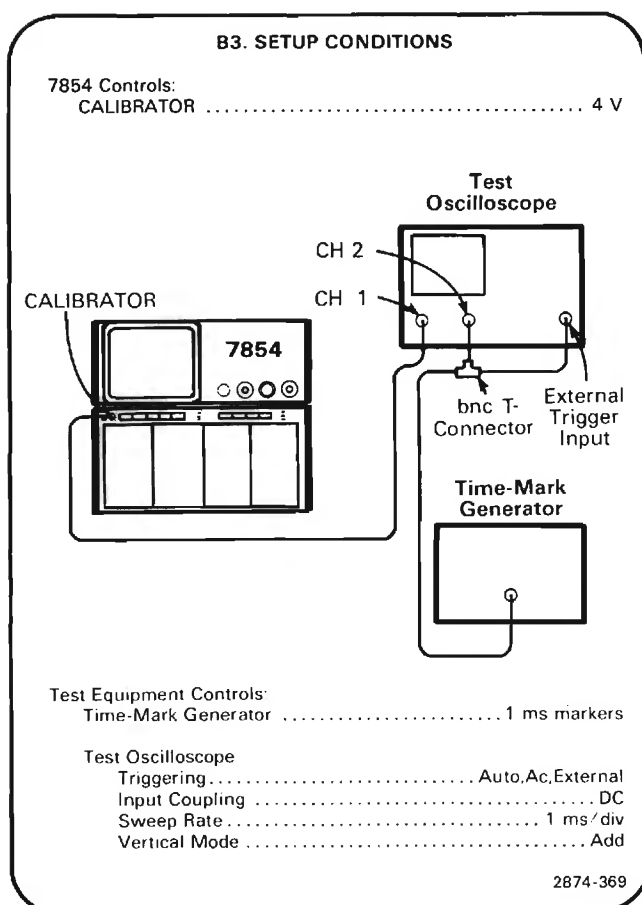 B3. SETUP CONDITIONS
7854 Controls:
CALIBRATOR ........................................ 4 V
Test
Oscilloscope
CH 2
CH 1
CALIBRATOR
7854
bnc T-
Connector
External
Trigger
Input
Time-Mark
Generator
Test Equipment Controls:
Time-Mark Generator ........................ 1 ms markers
Test Oscilloscope
Triggering ............................ Auto,Ac,External
Input Coupling ..................................... DC
Sweep Rate .................................. 1 ms/div
Vertical Mode ..................................... Add
2874-369